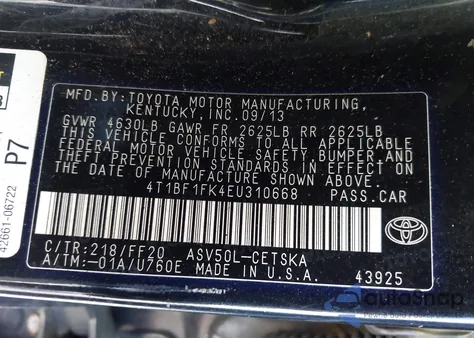 MFD. BY:TOYOTA MOTOR MANUFACTURING,
KENTUCKY, INC. 09/13
GVWR 4630LB GAWR FR 2625LB RR 2625LB
THIS VEHICLE CONFORMS TO ALL APPLICABLE
FEDERAL MOTOR VEHICLE SAFETY, BUMPER, AND
THEFT PREVENTION STANDARDS IN EFFECT ON
THE DATE OF MANUFACTURE SHOWN ABOVE.
4T1BF1FK4EU310668 PASS.CAR
C/TR:218/FF20 ASV50L-CETSKA
A/TM:-01A/U760E MADE IN U.S.A. 43925
P7
42661-06722
autoSnap